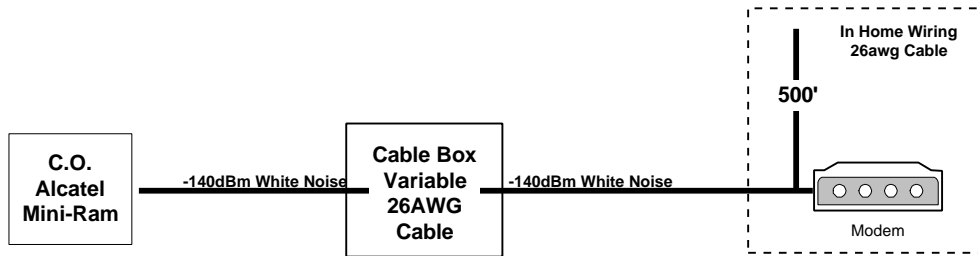 In Home Wiring
26awg Cable
500'
C.O.
Alcatel
Mini-Ram
-140dBm White Noise
Cable Box
Variable
26AWG
Cable
-140dBm White Noise
Modem